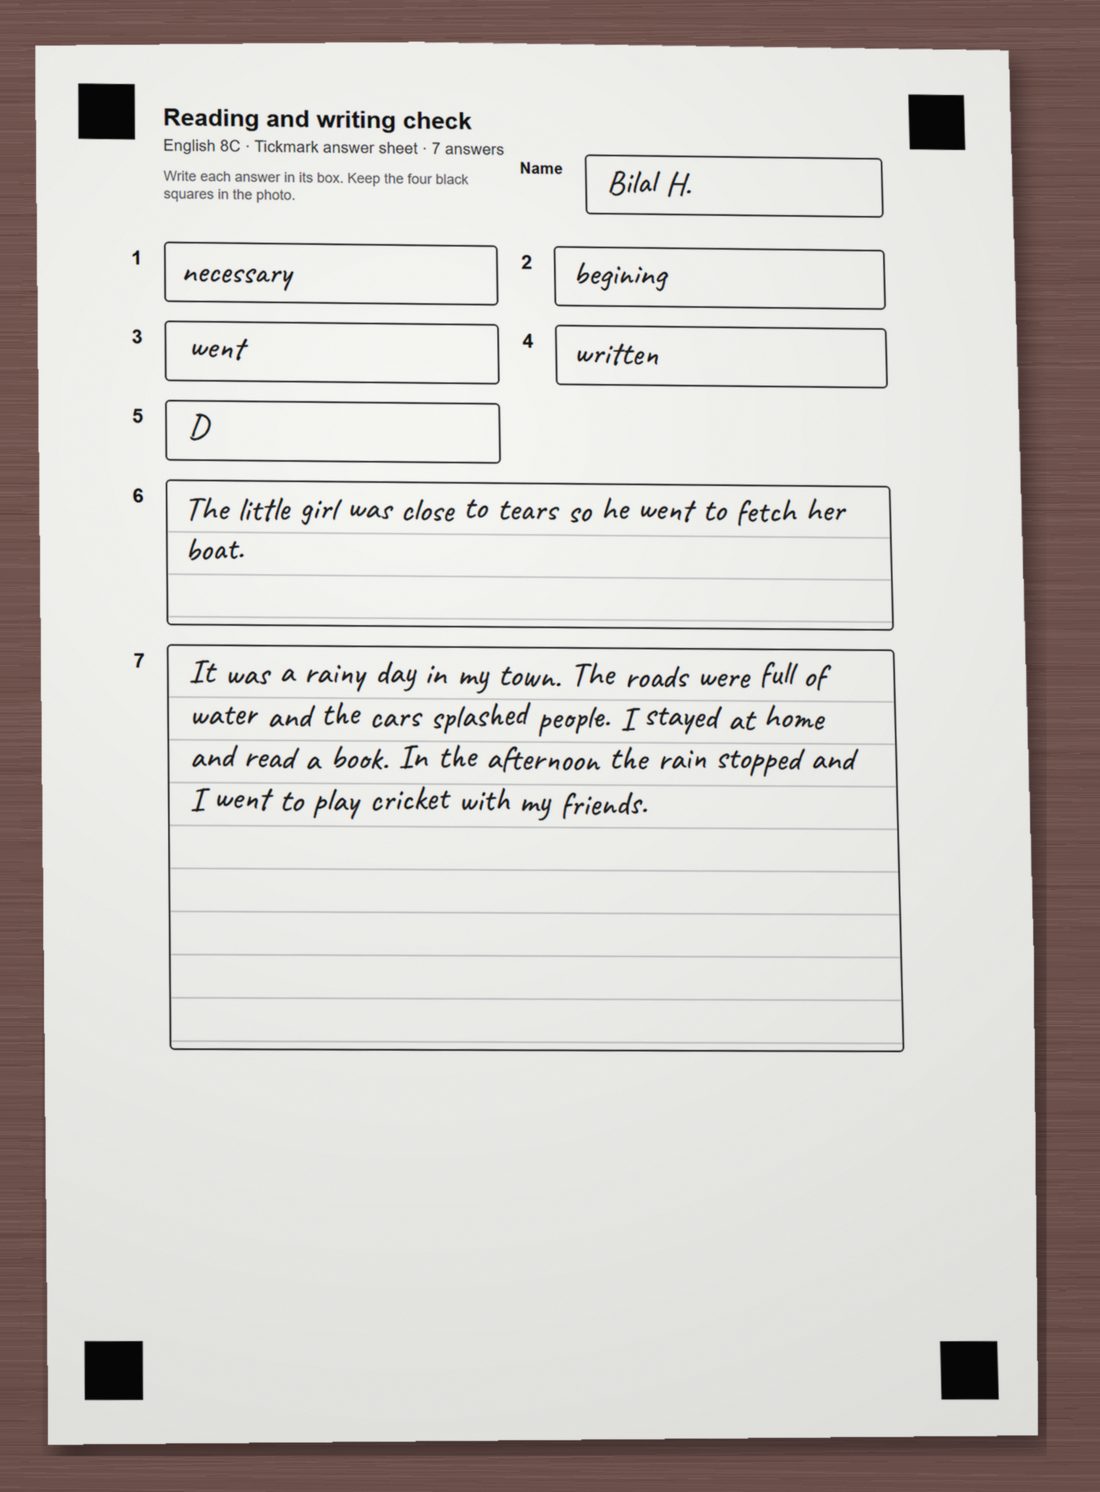 Reading and writing check
English 8C · Tickmark answer sheet · 7 answers
Write each answer in its box. Keep the four black
squares in the photo.
Name
Bilal H.
1
necessary
2
begining
3
went
4
written
5
D
6
The little girl was close to tears so he went to fetch her
boat.
7
It was a rainy day in my town. The roads were full of
water and the cars splashed people. I stayed at home
and read a book. In the afternoon the rain stopped and
I went to play cricket with my friends.